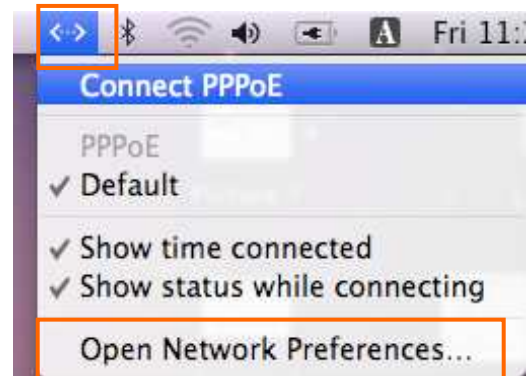 A Fri 11:
Connect PPPoE
PPPoE
✓ Default
✓ Show time connected
✓ Show status while connecting
Open Network Preferences...